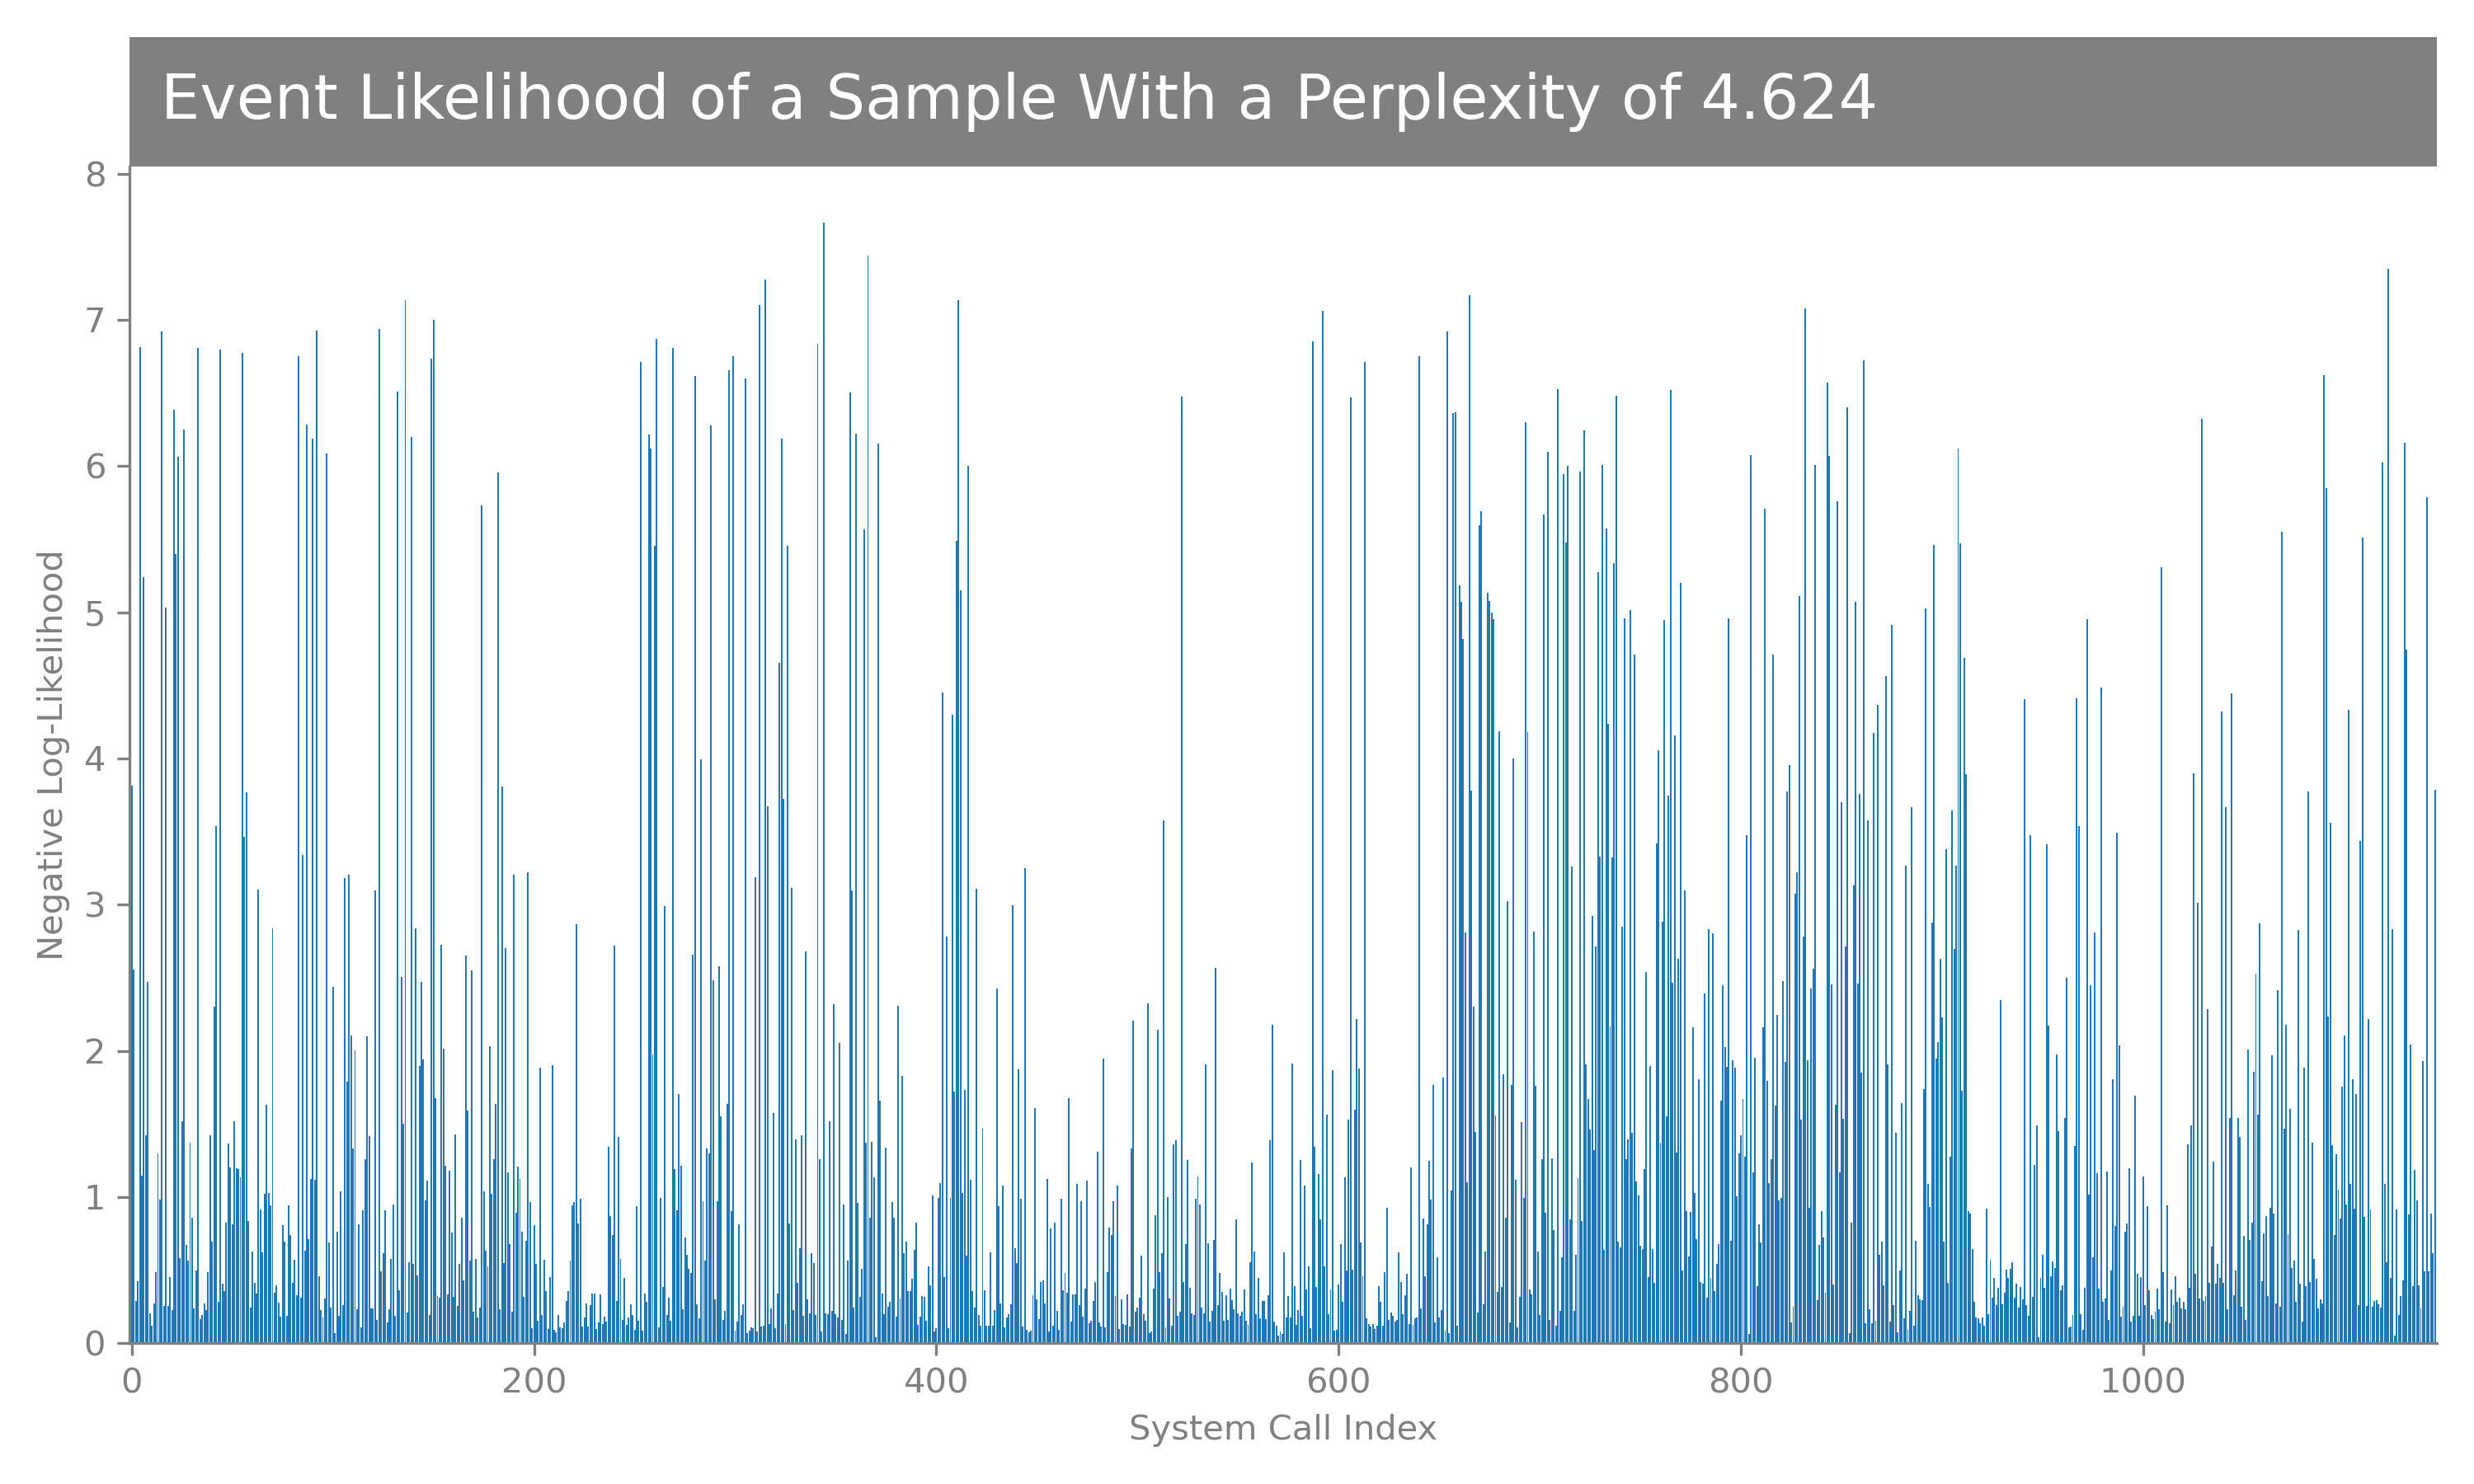 Event Likelihood of a Sample With a Perplexity of 4.624
8
7
6
5
4
3
2
1
0
Negative Log-Likelihood
0 200 400 600 800 1000
System Call Index